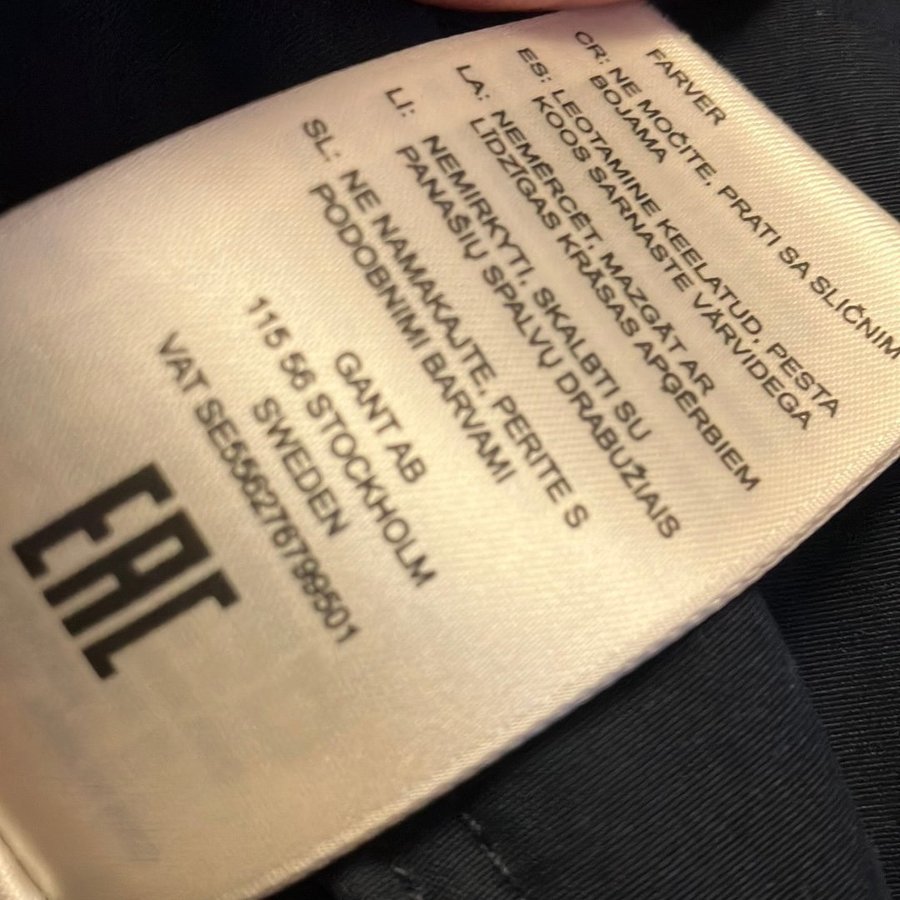 FARVER
CR: NE MOČITE, PRATI SA SLIČNIM
BOJAMA
ES: LEOTAMINE KEELATUD, PESTA
KOOS SARNASTE VÄRVIDEGA
LA: NEMĒRCĒT, MAZGĀT AR
LĪDZĪGAS KRĀSAS APĢĒRBIEM
LI: NEMIRKYTI, SKALBTI SU
PANAŠIŲ SPALVŲ DRABUŽIAIS
SL: NE NAMAKAJTE, PERITE S
PODOBNIMI BARVAMI
GANT AB
115 56 STOCKHOLM
SWEDEN
VAT SE556276799501
EAC